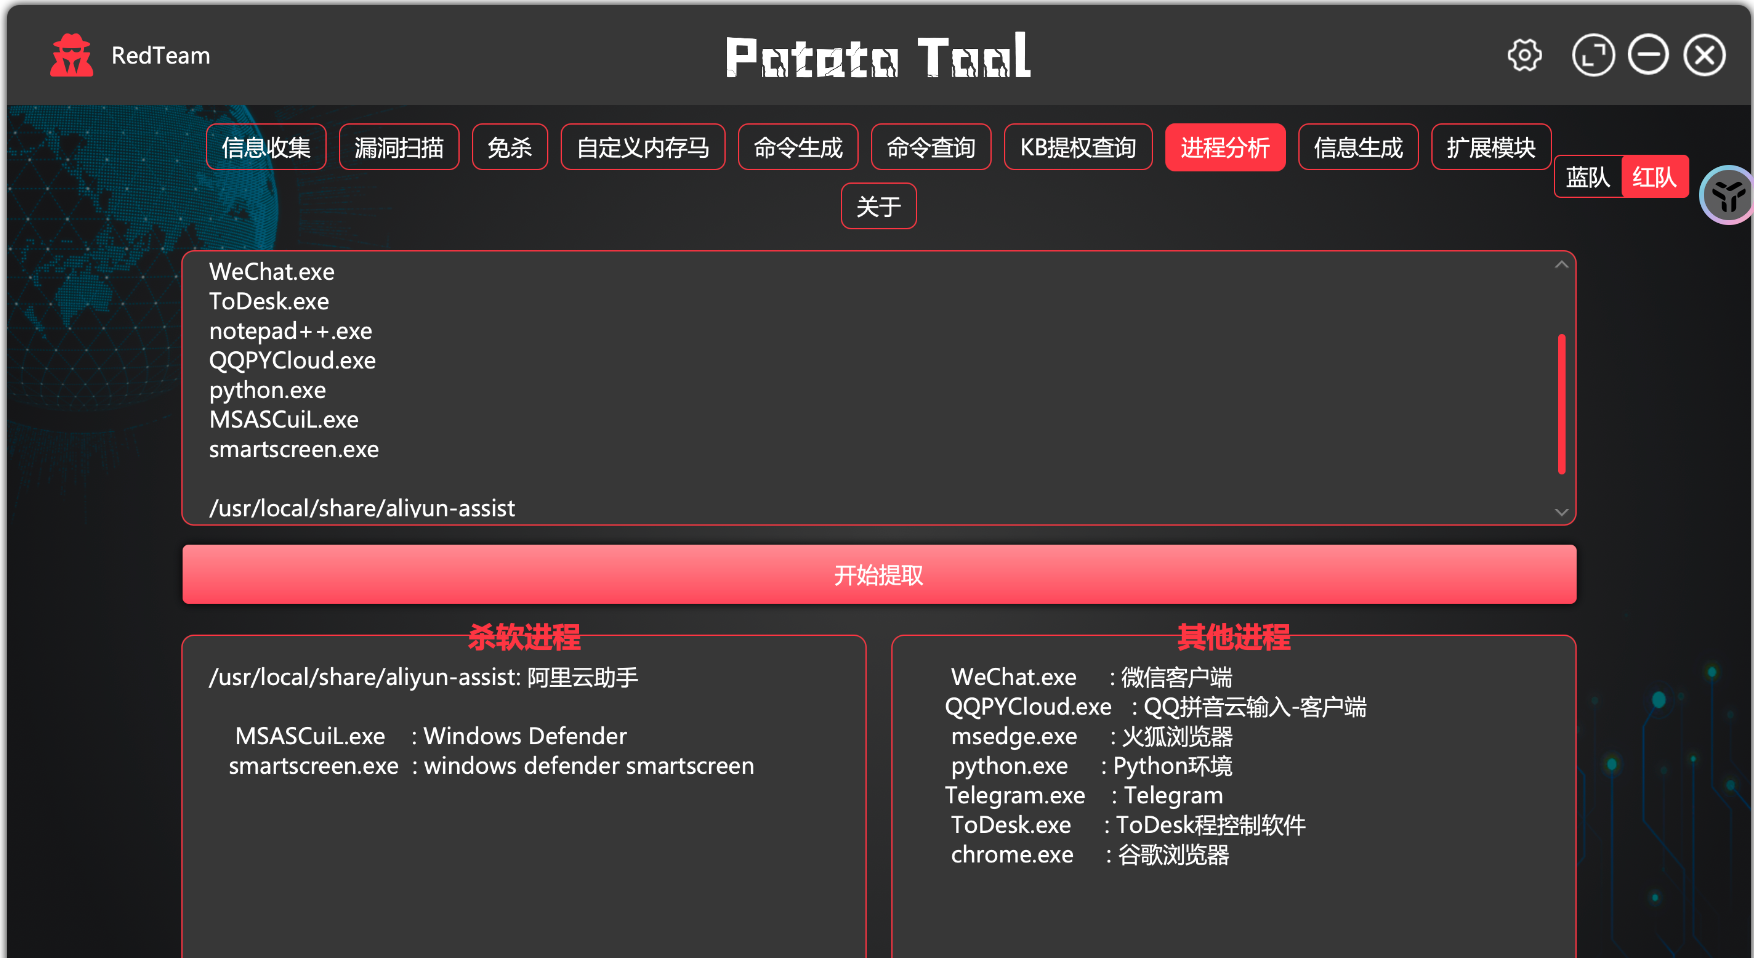 RedTeam
Potato Tool
信息收集 漏洞扫描 免杀 自定义内存马 命令生成 命令查询 KB提权查询 进程分析 信息生成 扩展模块
蓝队 红队
关于
WeChat.exe
ToDesk.exe
notepad++.exe
QQPYCloud.exe
python.exe
MSASCuiL.exe
smartscreen.exe
/usr/local/share/aliyun-assist
开始提取
杀软进程
/usr/local/share/aliyun-assist: 阿里云助手
MSASCuiL.exe : Windows Defender
smartscreen.exe : windows defender smartscreen
其他进程
WeChat.exe : 微信客户端
QQPYCloud.exe : QQ拼音云输入-客户端
msedge.exe : 火狐浏览器
python.exe : Python环境
Telegram.exe : Telegram
ToDesk.exe : ToDesk程控制软件
chrome.exe : 谷歌浏览器